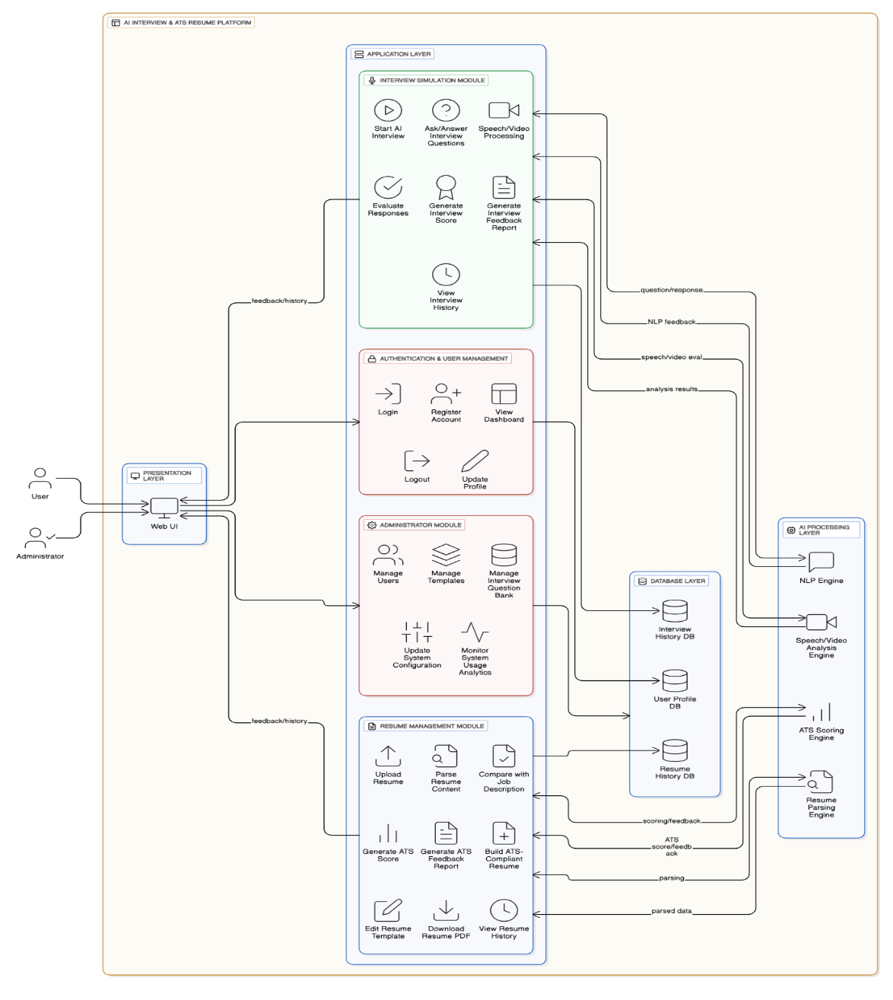 AI INTERVIEW & ATS RESUME PLATFORM
APPLICATION LAYER
INTERVIEW SIMULATION MODULE
Start AI
Interview
Ask/Answer
Interview
Questions
Speech/Video
Processing
Evaluate
Responses
Generate
Interview
Score
Generate
Interview
Feedback
Report
View
Interview
History
question/response
feedback/history
NLP feedback
speech/video eval
analysis results
AUTHENTICATION & USER MANAGEMENT
Login
Register
Account
View
Dashboard
Logout
Update
Profile
User
Administrator
PRESENTATION
LAYER
Web UI
ADMINISTRATOR MODULE
Manage
Users
Manage
Templates
Manage
Interview
Question
Bank
Update
System
Configuration
Monitor
System
Usage
Analytics
DATABASE LAYER
Interview
History DB
User Profile
DB
Resume
History DB
AI PROCESSING
LAYER
NLP Engine
Speech/Video
Analysis
Engine
ATS Scoring
Engine
Resume
Parsing
Engine
feedback/history
RESUME MANAGEMENT MODULE
Upload
Resume
Parse
Resume
Content
Compare with
Job
Description
Generate ATS
Score
Generate ATS
Feedback
Report
Build ATS-
Compliant
Resume
Edit Resume
Template
Download
Resume PDF
View Resume
History
scoring/feedback
ATS
score/feedb
ack
parsing
parsed data